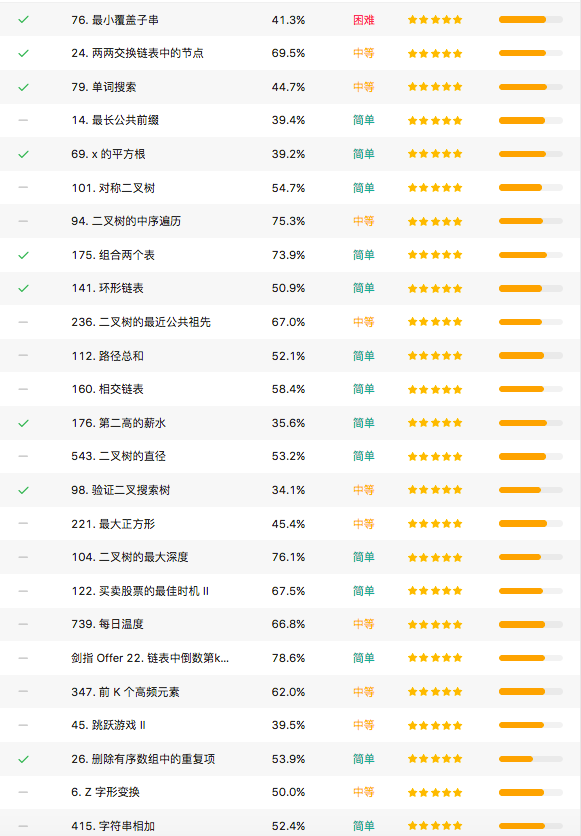 76. 最小覆盖子串 41.3% 困难
24. 两两交换链表中的节点 69.5% 中等
79. 单词搜索 44.7% 中等
14. 最长公共前缀 39.4% 简单
69. x 的平方根 39.2% 简单
101. 对称二叉树 54.7% 简单
94. 二叉树的中序遍历 75.3% 中等
175. 组合两个表 73.9% 简单
141. 环形链表 50.9% 简单
236. 二叉树的最近公共祖先 67.0% 中等
112. 路径总和 52.1% 简单
160. 相交链表 58.4% 简单
176. 第二高的薪水 35.6% 简单
543. 二叉树的直径 53.2% 简单
98. 验证二叉搜索树 34.1% 中等
221. 最大正方形 45.4% 中等
104. 二叉树的最大深度 76.1% 简单
122. 买卖股票的最佳时机 II 67.5% 简单
739. 每日温度 66.8% 中等
剑指 Offer 22. 链表中倒数第k... 78.6% 简单
347. 前 K 个高频元素 62.0% 中等
45. 跳跃游戏 II 39.5% 中等
26. 删除有序数组中的重复项 53.9% 简单
6. Z 字形变换 50.0% 中等
415. 字符串相加 52.4% 简单